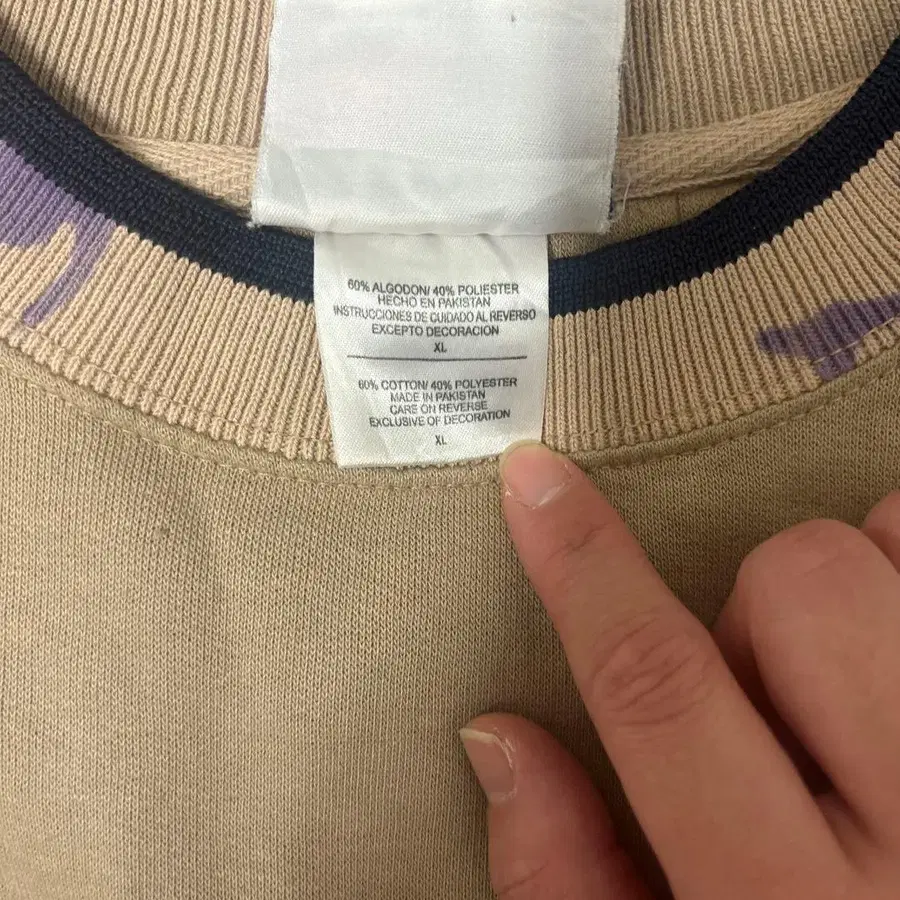 60% ALGODON/ 40% POLIESTER
HECHO EN PAKISTAN
INSTRUCCIONES DE CUIDADO AL REVERSO
EXCEPTO DECORACION
XL
60% COTTON/ 40% POLYESTER
MADE IN PAKISTAN
CARE ON REVERSE
EXCLUSIVE OF DECORATION
XL